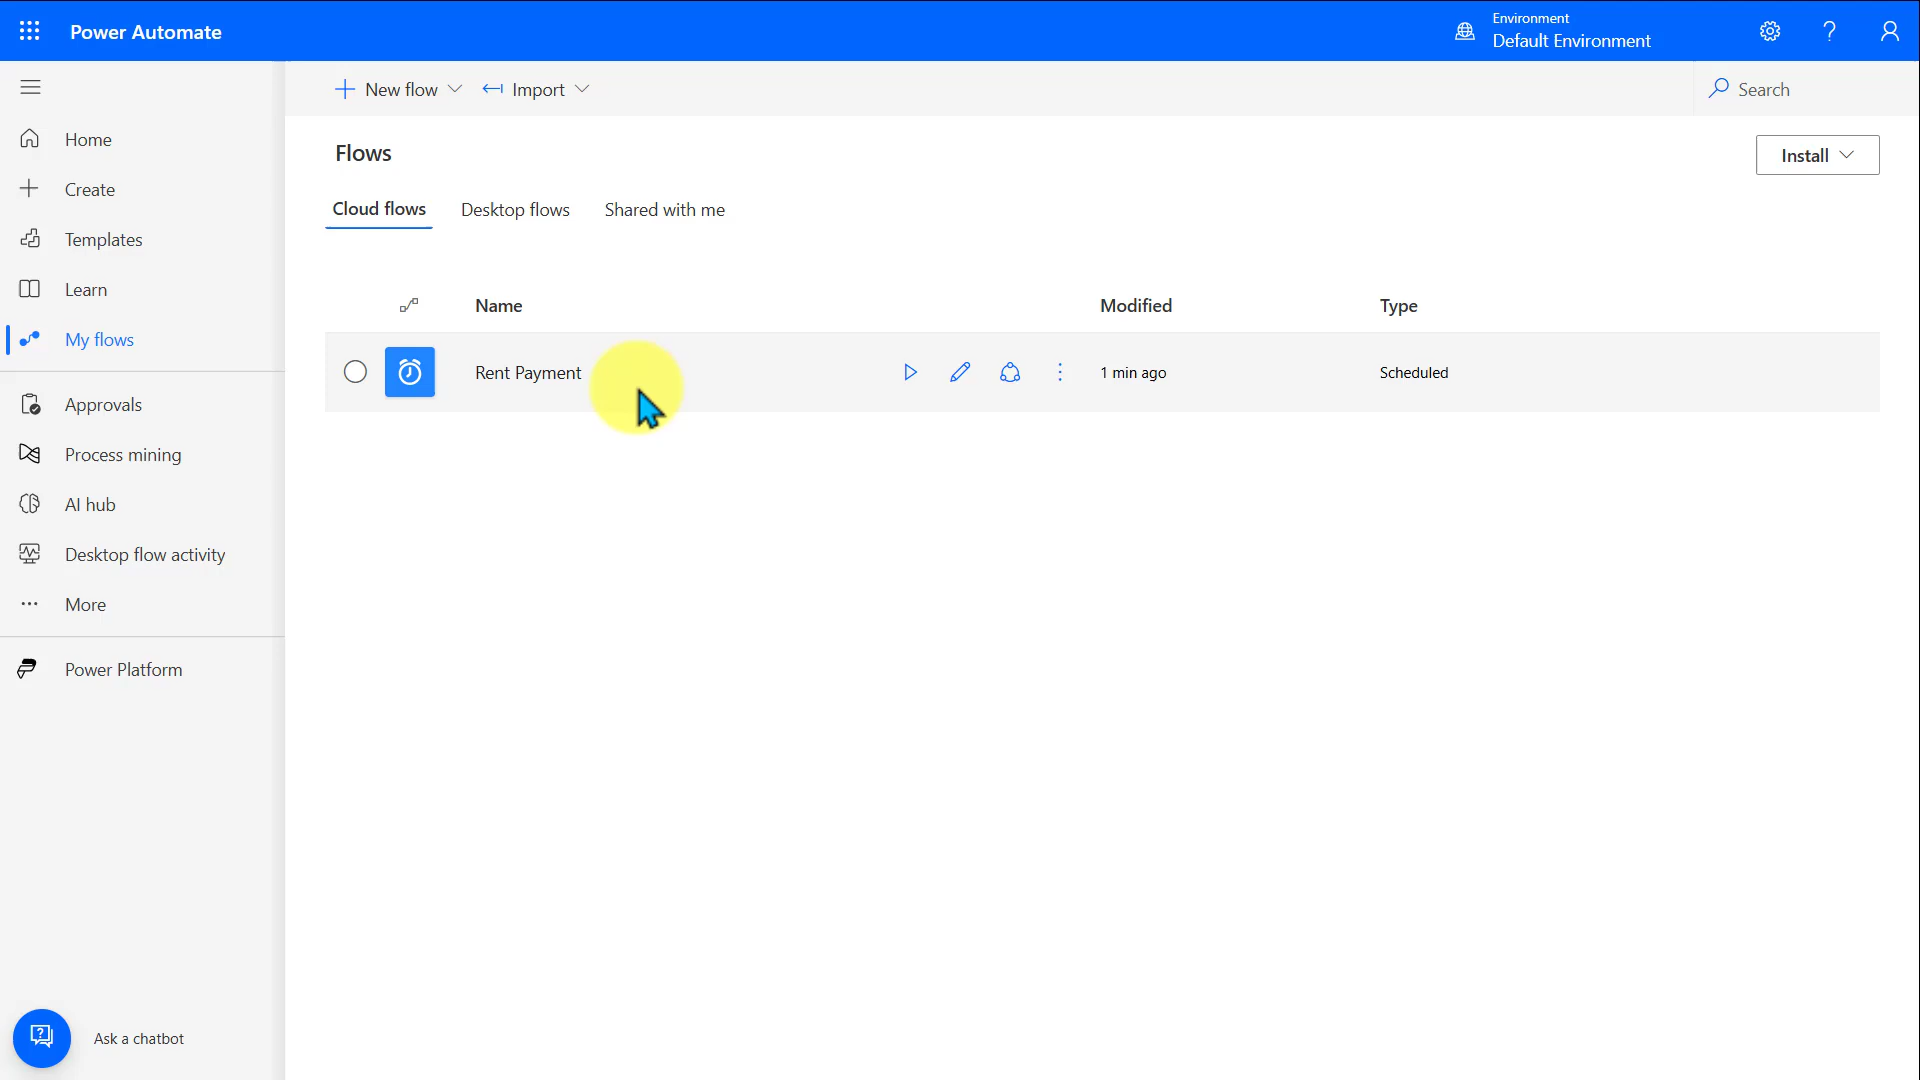 Power Automate
Environment
Default Environment
New flow
Import
Search
Home
Create
Templates
Learn
My flows
Approvals
Process mining
AI hub
Desktop flow activity
More
Power Platform
Ask a chatbot
Flows
Install
Cloud flows
Desktop flows
Shared with me
Name
Modified
Type
Rent Payment
1 min ago
Scheduled